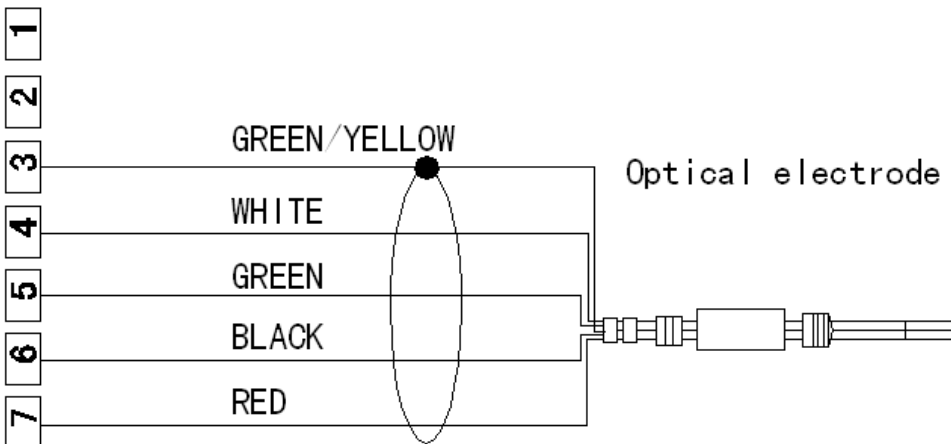 1
2
GREEN/YELLOW
3
Optical electrode
WHITE
4
GREEN
5
BLACK
6
RED
7